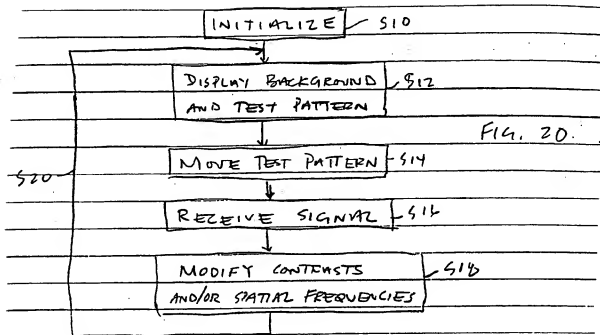 INITIALIZE S10
DISPLAY BACKGROUND S12
AND TEST PATTERN
FIG. 20.
MOVE TEST PATTERN S14
S20
RECEIVE SIGNAL S16
MODIFY CONTRASTS S18
AND/OR SPATIAL FREQUENCIES